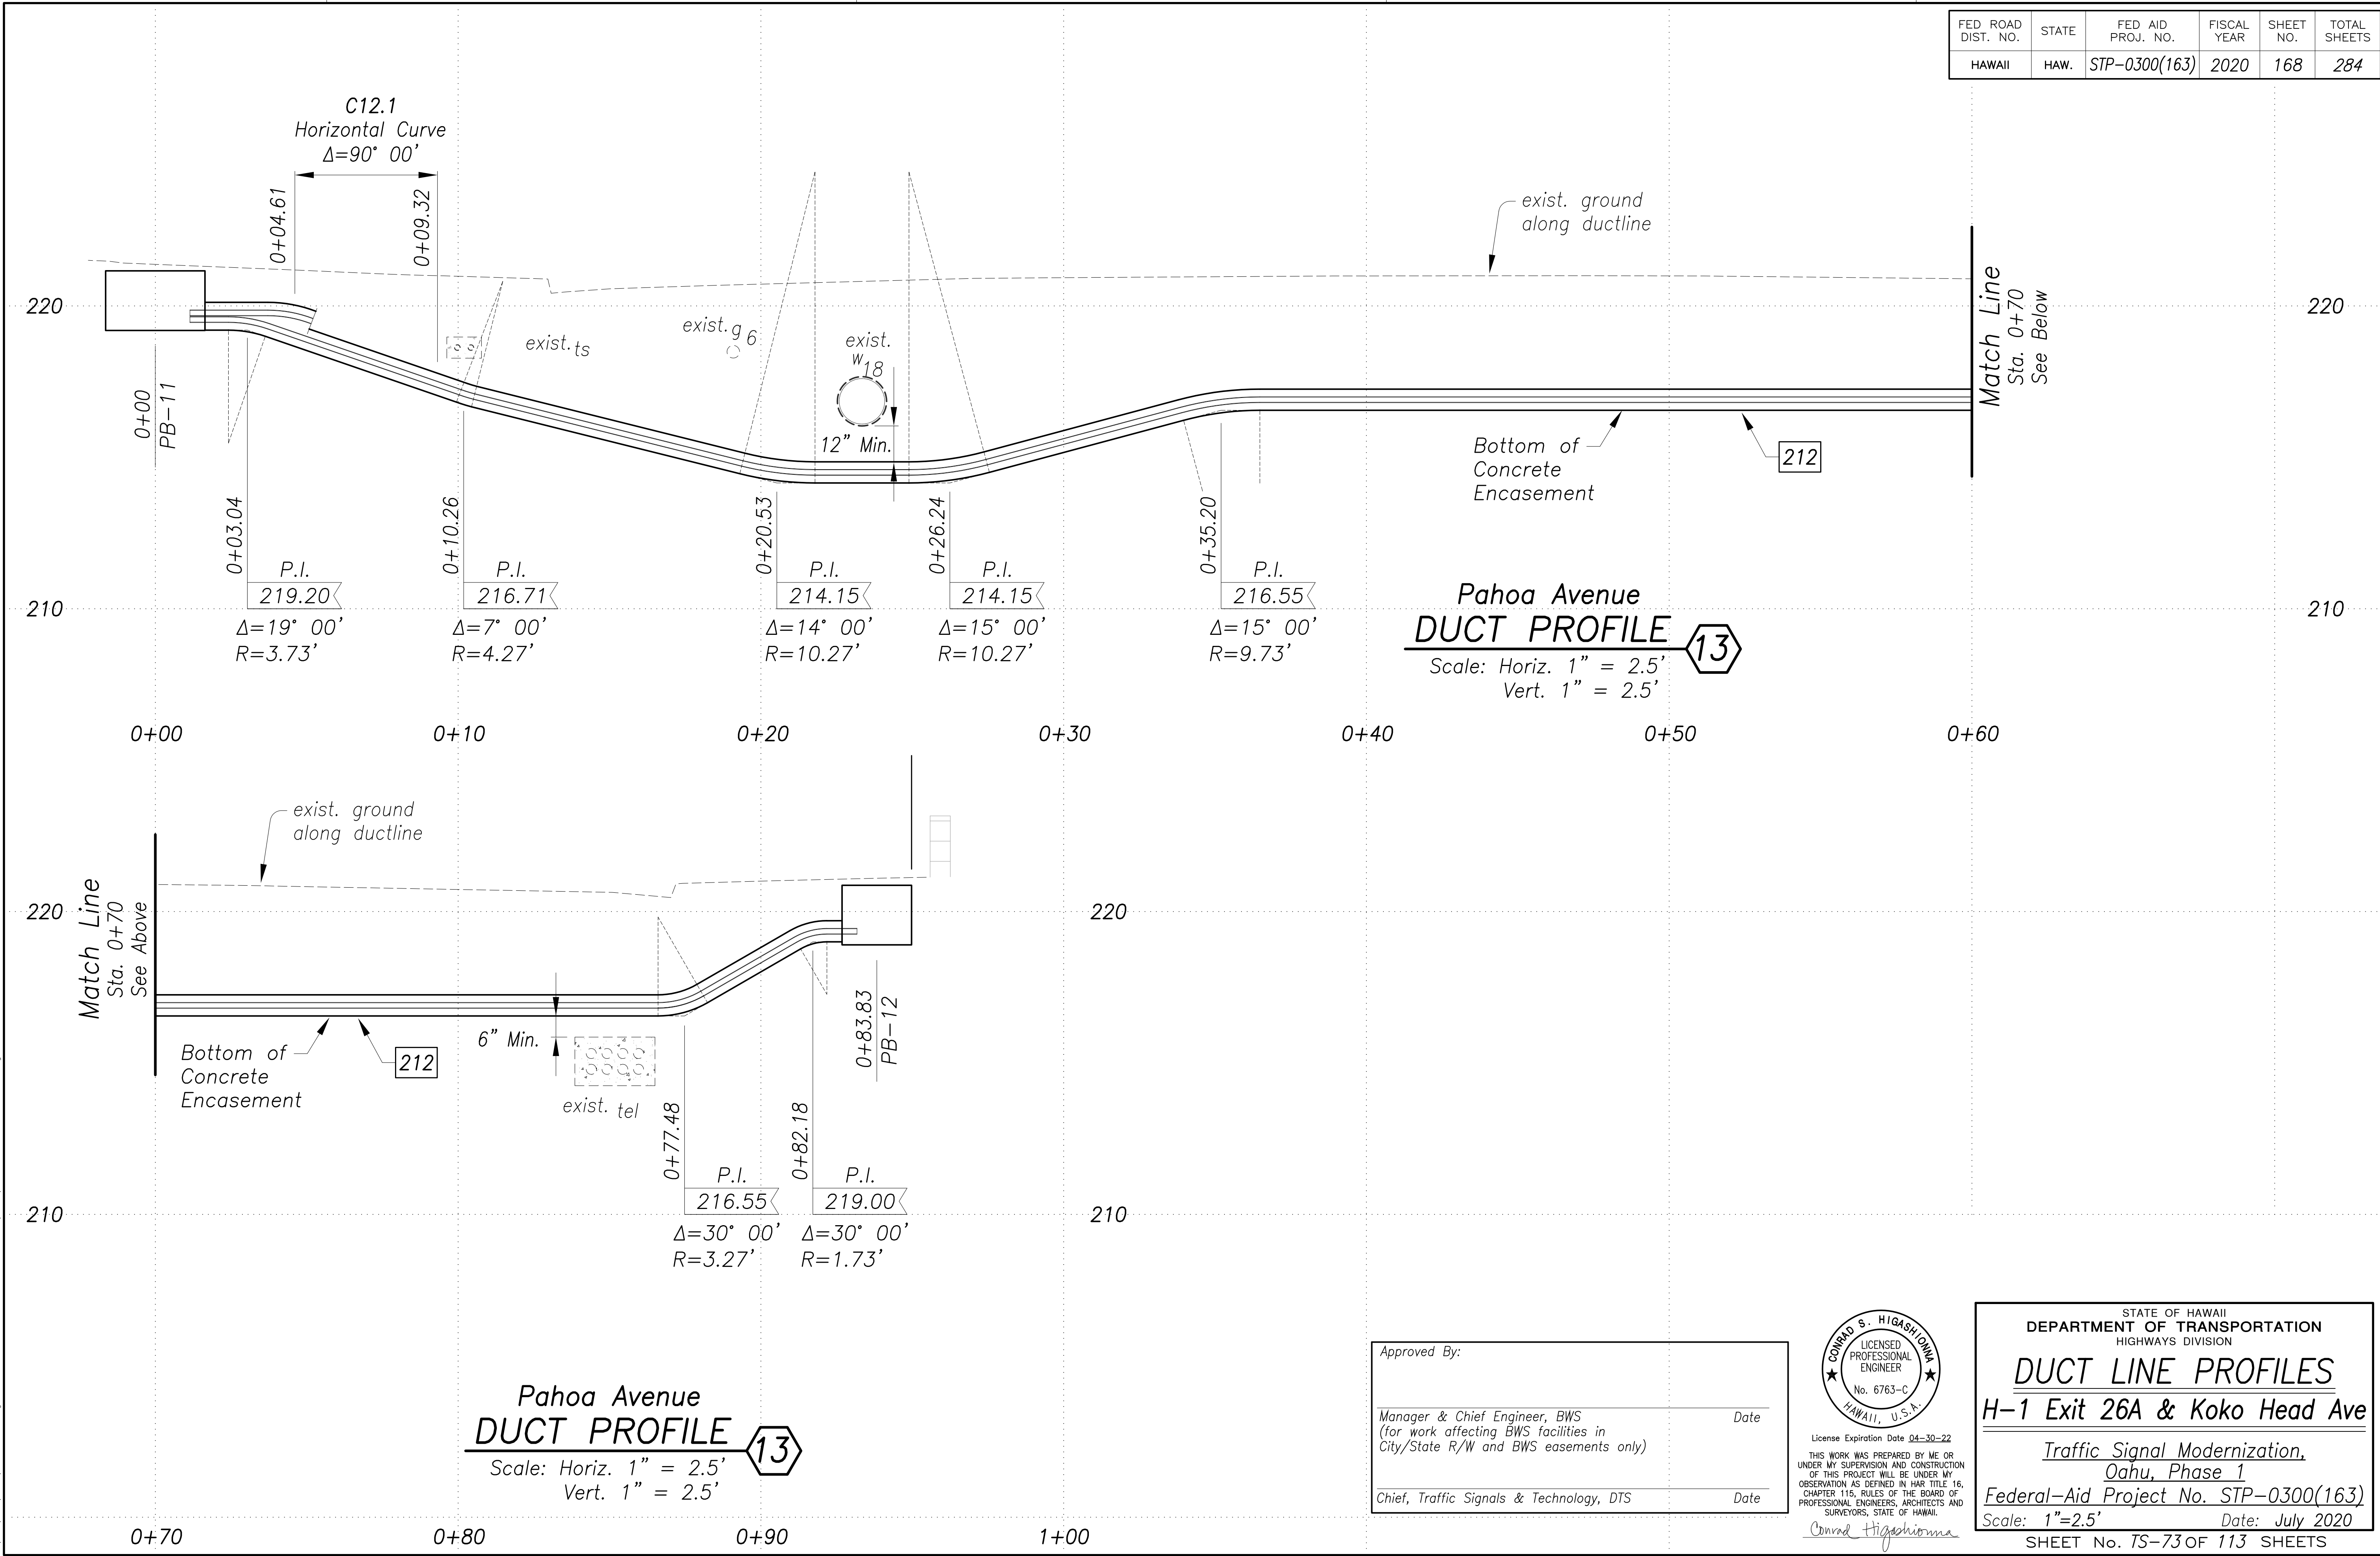 FED ROAD DIST. NO.
STATE
FED AID PROJ. NO.
FISCAL YEAR
SHEET NO.
TOTAL SHEETS
HAWAII
HAW.
STP-0300(163)
2020
168
284
C12.1
Horizontal Curve
Δ=90° 00'
0+04.61
0+09.32
exist. ground
along ductline
220
220
exist. ts
exist. g 6
exist.
w 18
12" Min.
0+00
PB-11
Match Line
Sta. 0+70
See Below
Bottom of
Concrete
Encasement
212
0+03.04
P.I.
219.20
Δ=19° 00'
R=3.73'
0+10.26
P.I.
216.71
Δ=7° 00'
R=4.27'
0+20.53
P.I.
214.15
Δ=14° 00'
R=10.27'
0+26.24
P.I.
214.15
Δ=15° 00'
R=10.27'
0+35.20
P.I.
216.55
Δ=15° 00'
R=9.73'
210
210
Pahoa Avenue
DUCT PROFILE
13
Scale: Horiz. 1" = 2.5'
Vert. 1" = 2.5'
0+00
0+10
0+20
0+30
0+40
0+50
0+60
exist. ground
along ductline
220
220
Match Line
Sta. 0+70
See Above
Bottom of
Concrete
Encasement
212
6" Min.
exist. tel
0+83.83
PB-12
0+77.48
P.I.
216.55
Δ=30° 00'
R=3.27'
0+82.18
P.I.
219.00
Δ=30° 00'
R=1.73'
210
210
Pahoa Avenue
DUCT PROFILE
13
Scale: Horiz. 1" = 2.5'
Vert. 1" = 2.5'
0+70
0+80
0+90
1+00
Approved By:
Manager & Chief Engineer, BWS
Date
(for work affecting BWS facilities in
City/State R/W and BWS easements only)
Chief, Traffic Signals & Technology, DTS
Date
CONRAD S. HIGASHIONNA
LICENSED
PROFESSIONAL
ENGINEER
No. 6763-C
HAWAII, U.S.A.
License Expiration Date 04-30-22
THIS WORK WAS PREPARED BY ME OR
UNDER MY SUPERVISION AND CONSTRUCTION
OF THIS PROJECT WILL BE UNDER MY
OBSERVATION AS DEFINED IN HAR TITLE 16,
CHAPTER 115, RULES OF THE BOARD OF
PROFESSIONAL ENGINEERS, ARCHITECTS AND
SURVEYORS, STATE OF HAWAII.
Conrad Higashionna
STATE OF HAWAII
DEPARTMENT OF TRANSPORTATION
HIGHWAYS DIVISION
DUCT LINE PROFILES
H-1 Exit 26A & Koko Head Ave
Traffic Signal Modernization,
Oahu, Phase 1
Federal-Aid Project No. STP-0300(163)
Scale: 1"=2.5'
Date: July 2020
SHEET No. TS-73 OF 113 SHEETS